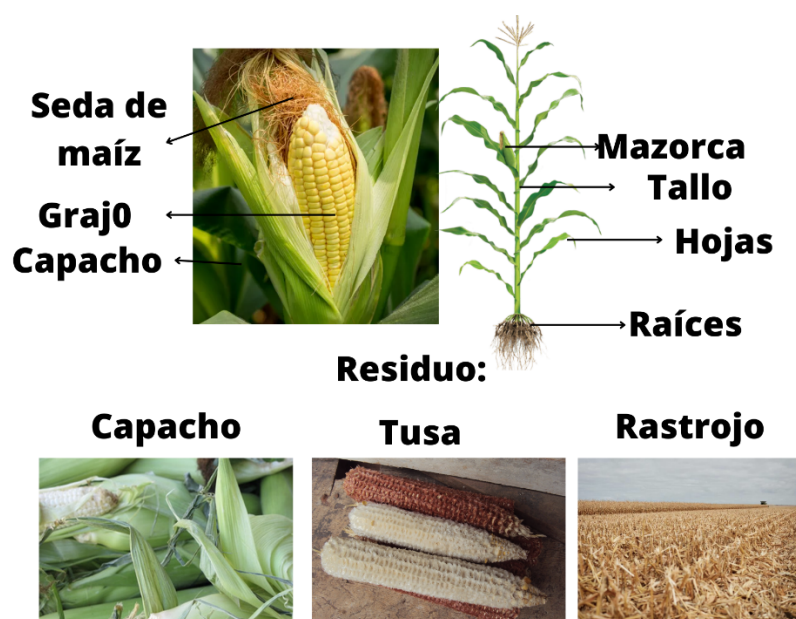 Seda de
maíz
Graj0
Capacho
Mazorca
Tallo
Hojas
Raíces
Residuo:
Capacho
Tusa
Rastrojo